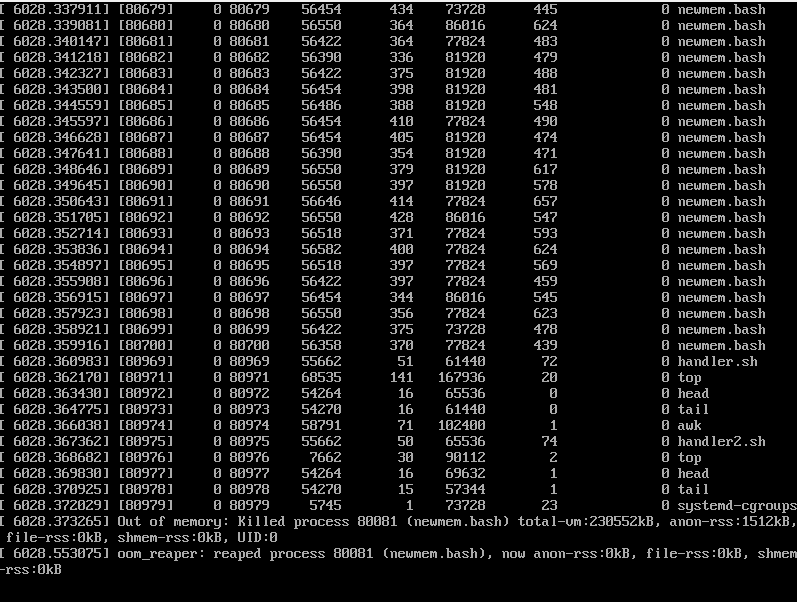 [ 6028.337911] [80679]     0 80679    56454      434    73728      445             0 newmem.bash
[ 6028.339081] [80680]     0 80680    56550      364    86016      624             0 newmem.bash
[ 6028.340147] [80681]     0 80681    56422      364    77824      483             0 newmem.bash
[ 6028.341218] [80682]     0 80682    56390      336    81920      479             0 newmem.bash
[ 6028.342327] [80683]     0 80683    56422      375    81920      488             0 newmem.bash
[ 6028.343500] [80684]     0 80684    56454      398    81920      481             0 newmem.bash
[ 6028.344559] [80685]     0 80685    56486      388    81920      548             0 newmem.bash
[ 6028.345597] [80686]     0 80686    56454      410    77824      490             0 newmem.bash
[ 6028.346628] [80687]     0 80687    56454      405    81920      474             0 newmem.bash
[ 6028.347641] [80688]     0 80688    56390      354    81920      471             0 newmem.bash
[ 6028.348646] [80689]     0 80689    56550      379    81920      617             0 newmem.bash
[ 6028.349645] [80690]     0 80690    56550      397    81920      578             0 newmem.bash
[ 6028.350643] [80691]     0 80691    56646      414    77824      657             0 newmem.bash
[ 6028.351705] [80692]     0 80692    56550      428    86016      547             0 newmem.bash
[ 6028.352714] [80693]     0 80693    56518      371    77824      593             0 newmem.bash
[ 6028.353836] [80694]     0 80694    56582      400    77824      624             0 newmem.bash
[ 6028.354897] [80695]     0 80695    56518      397    77824      569             0 newmem.bash
[ 6028.355908] [80696]     0 80696    56422      397    77824      459             0 newmem.bash
[ 6028.356915] [80697]     0 80697    56454      344    86016      545             0 newmem.bash
[ 6028.357923] [80698]     0 80698    56550      356    77824      623             0 newmem.bash
[ 6028.358921] [80699]     0 80699    56422      375    73728      478             0 newmem.bash
[ 6028.359916] [80700]     0 80700    56358      370    77824      439             0 newmem.bash
[ 6028.360983] [80969]     0 80969    55662       51    61440       72             0 handler.sh
[ 6028.362170] [80971]     0 80971    68535      141   167936       20             0 top
[ 6028.363430] [80972]     0 80972    54264       16    65536        0             0 head
[ 6028.364775] [80973]     0 80973    54270       16    61440        0             0 tail
[ 6028.366038] [80974]     0 80974    58791       71   102400        1             0 awk
[ 6028.367362] [80975]     0 80975    55662       50    65536       74             0 handler2.sh
[ 6028.368682] [80976]     0 80976     7662       30    90112        2             0 top
[ 6028.369830] [80977]     0 80977    54264       16    69632        1             0 head
[ 6028.370925] [80978]     0 80978    54270       15    57344        1             0 tail
[ 6028.372029] [80979]     0 80979     5745        1    73728       23             0 systemd-cgroups
[ 6028.373265] Out of memory: Killed process 80081 (newmem.bash) total-vm:230552kB, anon-rss:1512kB,
file-rss:0kB, shmem-rss:0kB, UID:0
[ 6028.553075] oom_reaper: reaped process 80081 (newmem.bash), now anon-rss:0kB, file-rss:0kB, shmem
-rss:0kB